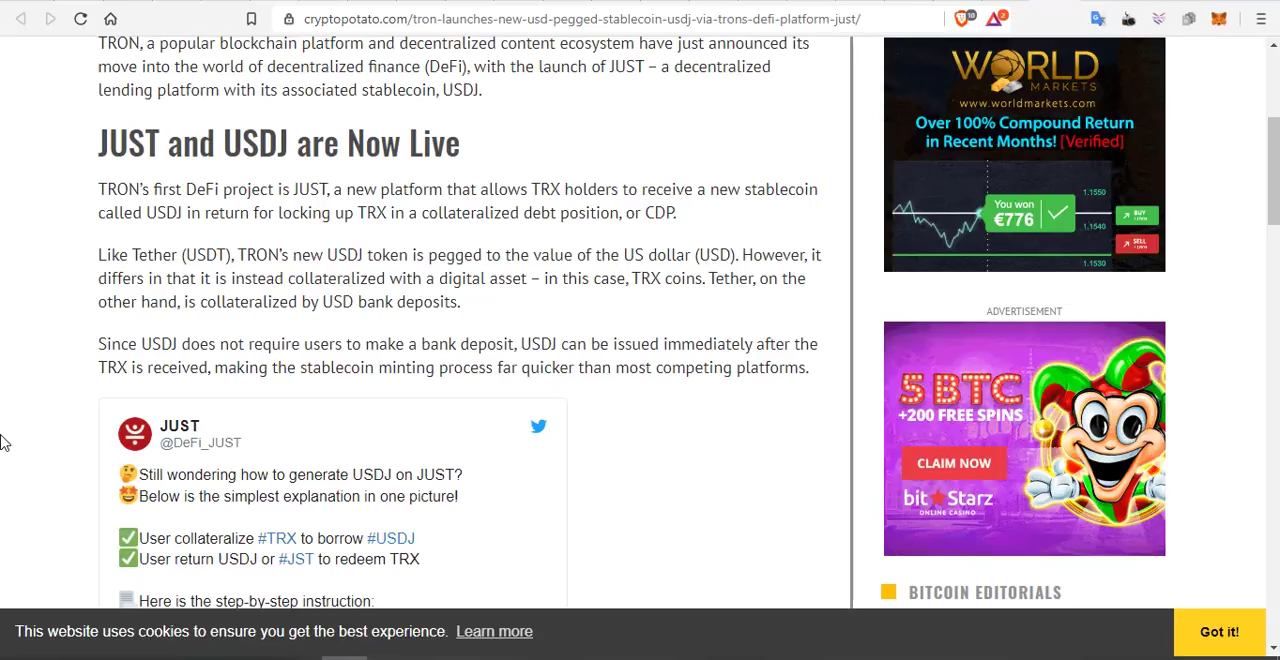 cryptopotato.com/tron-launches-new-usd-pegged-stablecoin-usdj-via-trons-defi-platform-just/
10
2
TRON, a popular blockchain platform and decentralized content ecosystem have just announced its
move into the world of decentralized finance (DeFi), with the launch of JUST – a decentralized
lending platform with its associated stablecoin, USDJ.
JUST and USDJ are Now Live
TRON's first DeFi project is JUST, a new platform that allows TRX holders to receive a new stablecoin
called USDJ in return for locking up TRX in a collateralized debt position, or CDP.
Like Tether (USDT), TRON's new USDJ token is pegged to the value of the US dollar (USD). However, it
differs in that it is instead collateralized with a digital asset – in this case, TRX coins. Tether, on the
other hand, is collateralized by USD bank deposits.
Since USDJ does not require users to make a bank deposit, USDJ can be issued immediately after the
TRX is received, making the stablecoin minting process far quicker than most competing platforms.
JUST
@DeFi_JUST
Still wondering how to generate USDJ on JUST?
Below is the simplest explanation in one picture!
User collateralize #TRX to borrow #USDJ
User return USDJ or #JST to redeem TRX
Here is the step-by-step instruction:
WORLD
MARKETS
www.worldmarkets.com
Over 100% Compound Return
in Recent Months! [Verified]
You won
€776
1.1550
1.1540
1.1530
BUY
SELL
ADVERTISEMENT
5 BTC
+200 FREE SPINS
CLAIM NOW
bitStarz
ONLINE CASINO
BITCOIN EDITORIALS
This website uses cookies to ensure you get the best experience. Learn more
Got it!